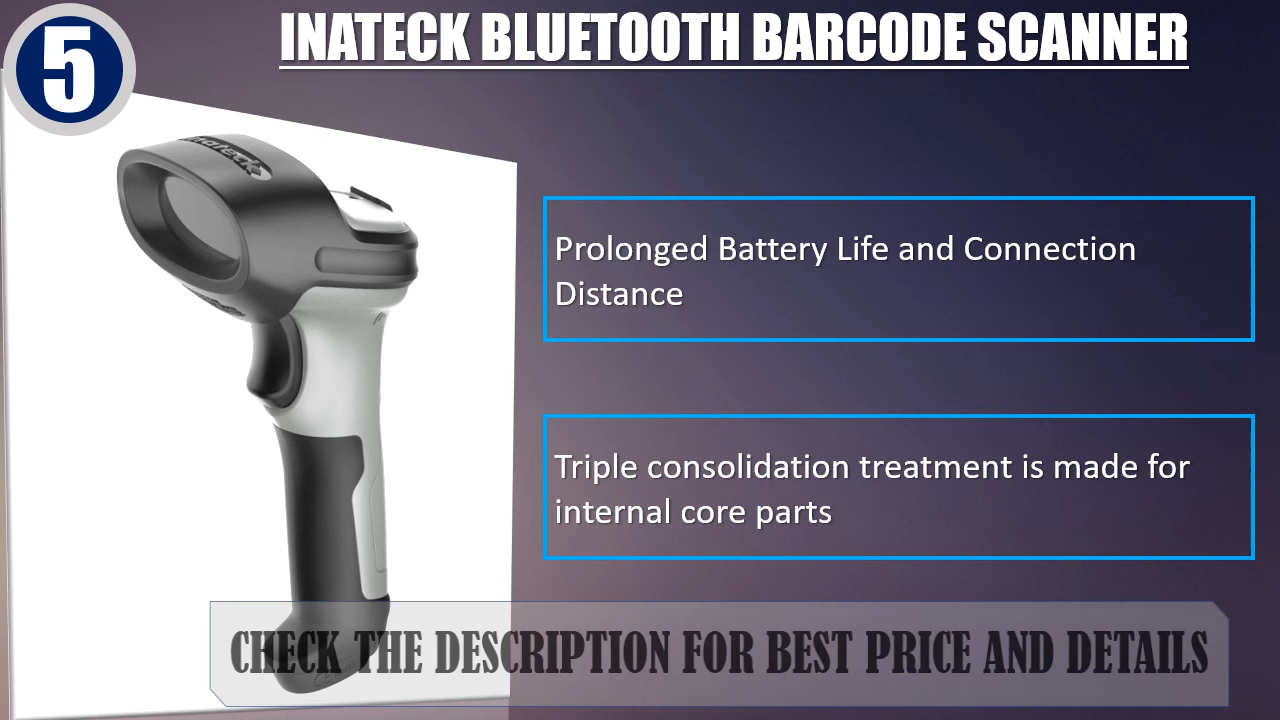 5
INATECK BLUETOOTH BARCODE SCANNER
inateck
Prolonged Battery Life and Connection
Distance
Triple consolidation treatment is made for
internal core parts
CHECK THE DESCRIPTION FOR BEST PRICE AND DETAILS